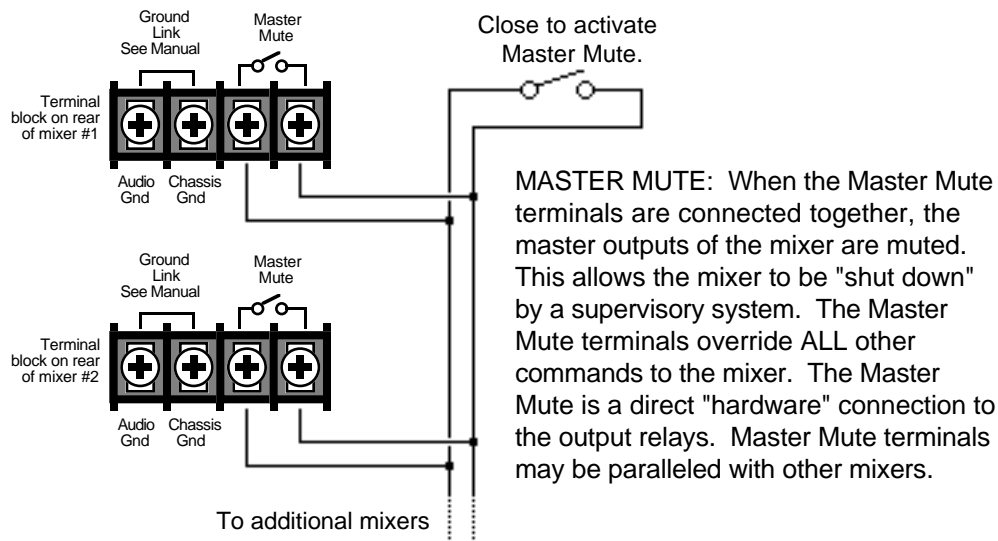 Ground
Link
See Manual
Master
Mute
Close to activate
Master Mute.
Terminal
block on rear
of mixer #1
Audio
Gnd
Chassis
Gnd
MASTER MUTE:  When the Master Mute
terminals are connected together, the
master outputs of the mixer are muted.
This allows the mixer to be "shut down"
by a supervisory system.  The Master
Mute terminals override ALL other
commands to the mixer.  The Master
Mute is a direct "hardware" connection to
the output relays.  Master Mute terminals
may be paralleled with other mixers.
Ground
Link
See Manual
Master
Mute
Terminal
block on rear
of mixer #2
Audio
Gnd
Chassis
Gnd
To additional mixers